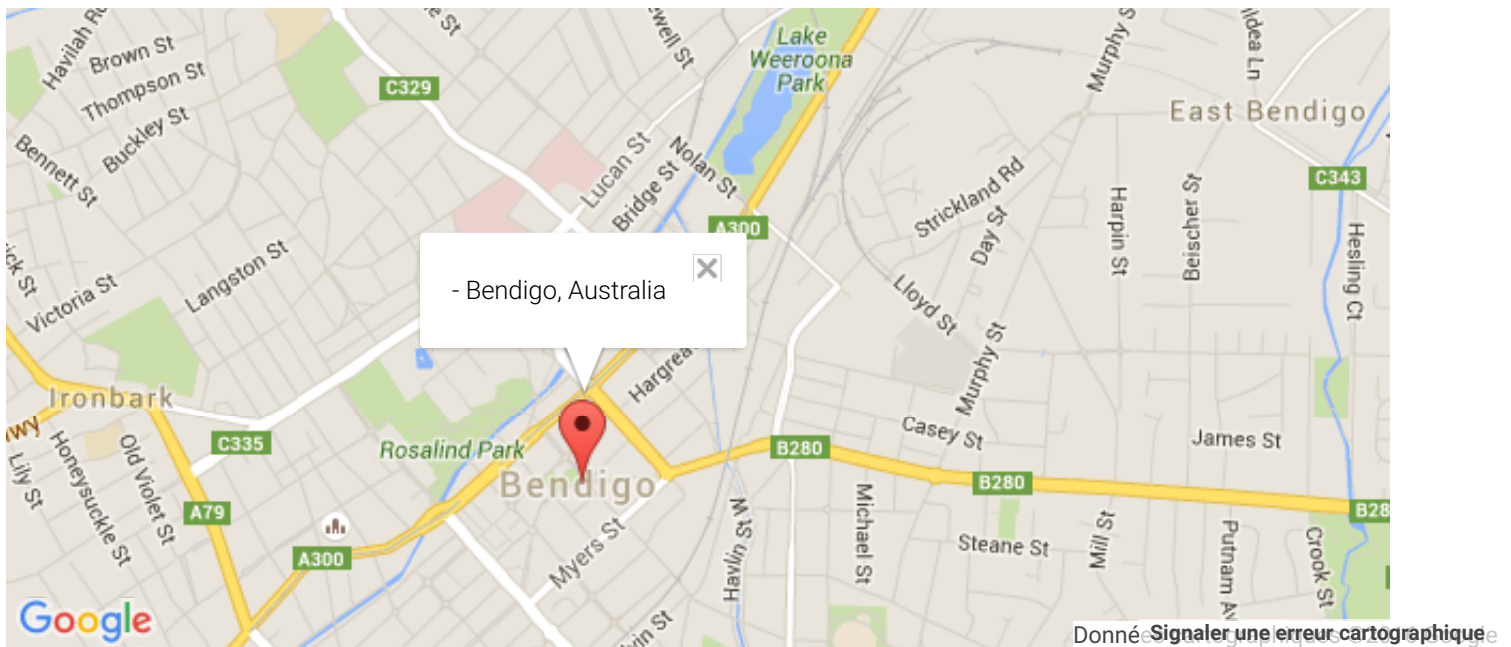 Havilah Rd
Brown St
Thompson St
Buckley St
Bennett St
C329
Lake
Weeroona
Park
Murphy S
East Bendigo
Lucan St
Bridge St
Nolan St
A300
C343
Strickland Rd
Day St
Harpin St
Beischer St
Hesling Ct
Langston St
Victoria St
- Bendigo, Australia
Lloyd St
Murphy St
Ironbark
C335
Rosalind Park
Bendigo
Casey St
James St
B280
B280
B28
Lily St
Honeysuckle St
Old Violet St
A79
A300
Myers St
Havlin St W
Michael St
Steane St
Mill St
Putnam Av
Crook St
Google
Signaler une erreur cartographique